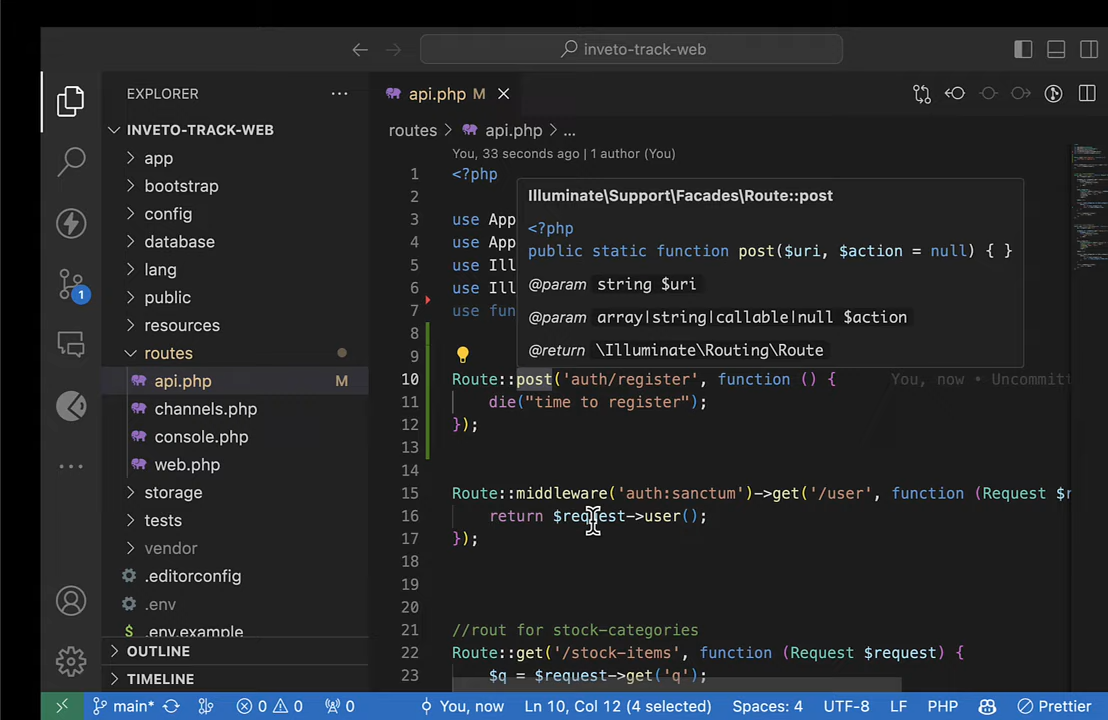 inveto-track-web
EXPLORER
INVETO-TRACK-WEB
app
bootstrap
config
database
lang
public
resources
routes
api.php M
channels.php
console.php
web.php
storage
tests
vendor
.editorconfig
.env
.env.example
OUTLINE
TIMELINE
1
api.php M
routes > api.php > ...
You, 33 seconds ago | 1 author (You)
1 <?php
2
3 use App
4 use App
5 use Ill
6 use Ill
7 use fun
8
9
10 Route::post('auth/register', function () { You, now • Uncommitt
11 die("time to register");
12 });
13
14
15 Route::middleware('auth:sanctum')->get('/user', function (Request $r
16 return $request->user();
17 });
18
19
20
21 //rout for stock-categories
22 Route::get('/stock-items', function (Request $request) {
23 $q = $request->get('q');
Illuminate\Support\Facades\Route::post
<?php
public static function post($uri, $action = null) { }
@param string $uri
@param array|string|callable|null $action
@return \Illuminate\Routing\Route
main* 0 0 0 You, now Ln 10, Col 12 (4 selected) Spaces: 4 UTF-8 LF PHP Prettier